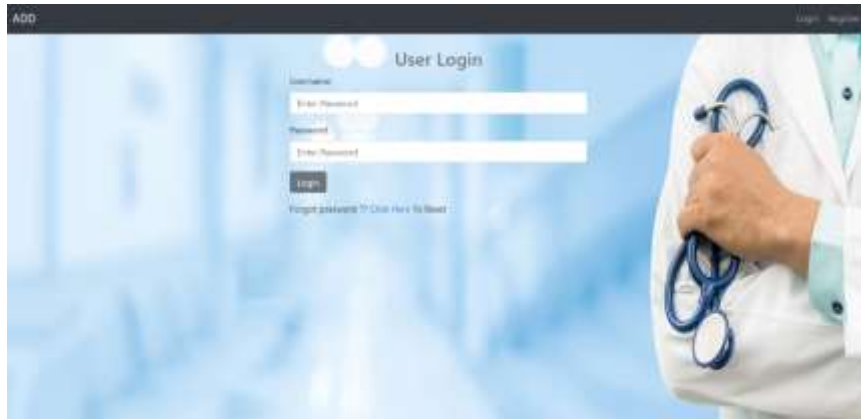 ADD
Login Register
User Login
Username
Enter Password
Password
Enter Password
Login
Forgot password ?? Click Here To Reset